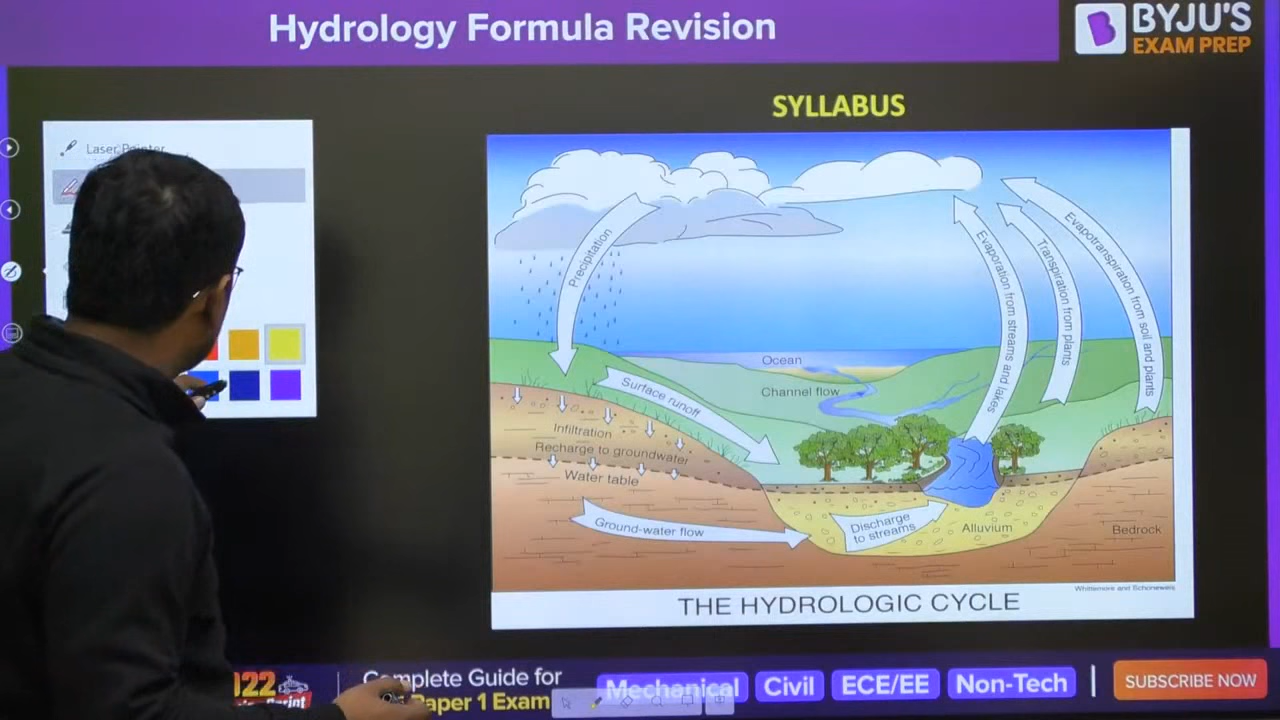 Hydrology Formula Revision
BYJU'S
EXAM PREP
SYLLABUS
Laser Pointer
Precipitation
Evaporation from streams and lakes
Transpiration from plants
Evapotranspiration from soil and plants
Ocean
Channel flow
Surface runoff
Infiltration
Recharge to groundwater
Water table
Ground-water flow
Discharge
to streams
Alluvium
Bedrock
Whittemore and Schoneweis
THE HYDROLOGIC CYCLE
Complete Guide for
Paper 1 Exam
Mechanical
Civil
ECE/EE
Non-Tech
SUBSCRIBE NOW